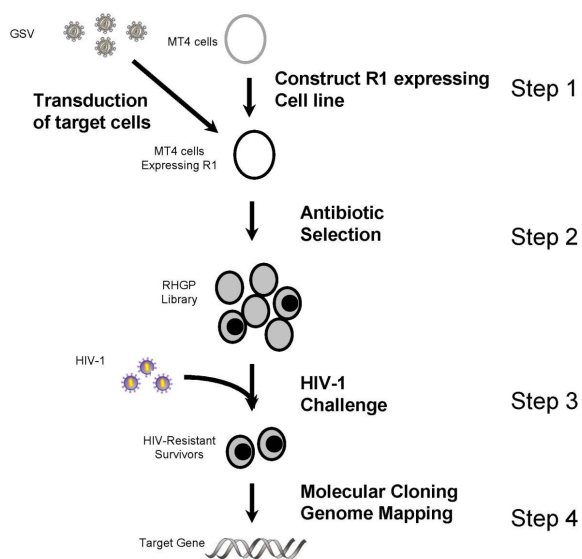 GSV
MT4 cells
Construct R1 expressing
Cell line
Step 1
Transduction
of target cells
MT4 cells
Expressing R1
Antibiotic
Selection
Step 2
RHGP
Library
HIV-1
HIV-1
Challenge
Step 3
HIV-Resistant
Survivors
Molecular Cloning
Genome Mapping
Step 4
Target Gene